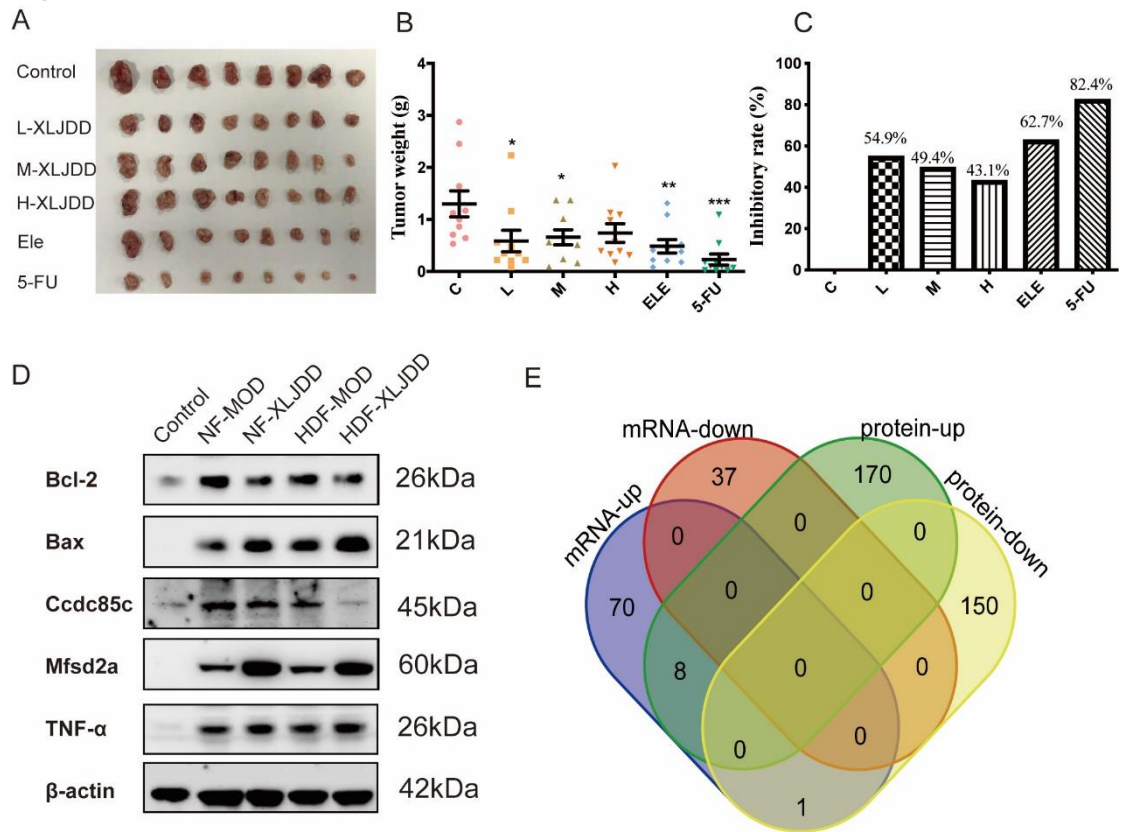 A
Control
L-XLJDD
M-XLJDD
H-XLJDD
Ele
5-FU
B
Tumor weight (g)
4
3
2
1
0
*
*
**
***
C
L
M
H
ELE
5-FU
C
Inhibitory rate (%)
100
80
60
40
20
0
54.9%
49.4%
43.1%
62.7%
82.4%
C
L
M
H
ELE
5-FU
D
Control
NF-MOD
NF-XLJDD
HDF-MOD
HDF-XLJDD
Bcl-2 26kDa
Bax 21kDa
Ccdc85c 45kDa
Mfsd2a 60kDa
TNF-α 26kDa
β-actin 42kDa
E
mRNA-up
mRNA-down
protein-up
protein-down
37
170
0
0
0
70
0
0
150
8
0
0
0
0
1